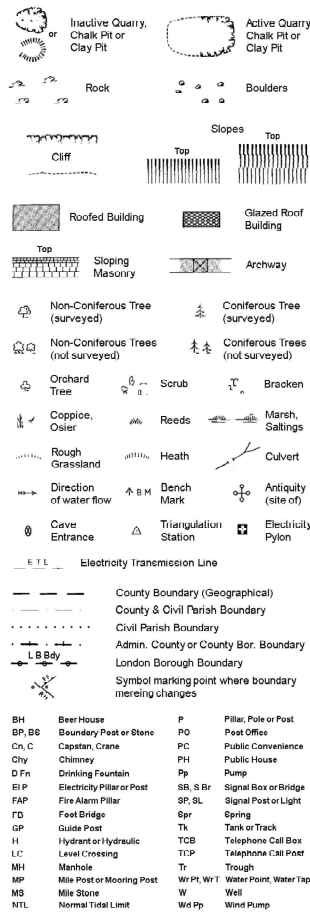 Inactive Quarry,
or Chalk Pit or
Clay Pit
Active Quarry
Chalk Pit or
Clay Pit
Rock
Boulders
Cliff
Slopes
Top
Top
Roofed Building
Glazed Roof
Building
Top
Sloping
Masonry
Archway
Non-Coniferous Tree
(surveyed)
Coniferous Tree
(surveyed)
Non-Coniferous Trees
(not surveyed)
Coniferous Trees
(not surveyed)
Orchard
Tree
Scrub
Bracken
Coppice,
Osier
Reeds
Marsh,
Saltings
Rough
Grassland
Heath
Culvert
Direction
of water flow
B M
Bench
Mark
Antiquity
(site of)
Cave
Entrance
Triangulation
Station
Electricity
Pylon
E T L
Electricity Transmission Line
County Boundary (Geographical)
County & Civil Parish Boundary
Civil Parish Boundary
Admin. County or County Bor. Boundary
L B Bdy
London Borough Boundary
Symbol marking point where boundary
mereing changes
BH Beer House P Pillar, Pole or Post
BP, BS Boundary Post or Stone PO Post Office
Cn, C Capstan, Crane PC Public Convenience
Chy Chimney PH Public House
D Fn Drinking Fountain Pp Pump
El P Electricity Pillar or Post SB, S Br Signal Box or Bridge
FAP Fire Alarm Pillar SP, SL Signal Post or Light
FB Foot Bridge Spr Spring
GP Guide Post Tk Tank or Track
H Hydrant or Hydraulic TCB Telephone Call Box
LC Level Crossing TCP Telephone Call Post
MH Manhole Tr Trough
MP Mile Post or Mooring Post Wr Pt, Wr T Water Point, Water Tap
MS Mile Stone W Well
NTL Normal Tidal Limit Wd Pp Wind Pump